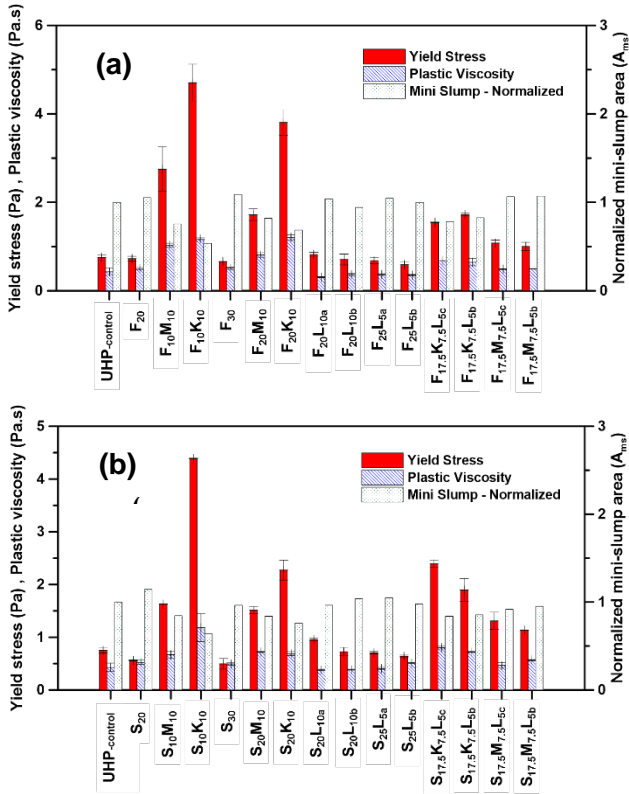 6
5
4
3
2
1
0
Yield stress (Pa) , Plastic viscosity (Pa.s)
(a)
Yield Stress
Plastic Viscosity
Mini Slump - Normalized
3
2
1
0
Normalized mini-slump area (Aₘₛ)
UHP-control
F₂₀
F₁₀M₁₀
F₁₀K₁₀
F₃₀
F₂₀M₁₀
F₂₀K₁₀
F₂₀L₁₀ₐ
F₂₀L₁₀b
F₂₅L₅ₐ
F₂₅L₅b
F₁₇.₅K₇.₅L₅c
F₁₇.₅K₇.₅L₅b
F₁₇.₅M₇.₅L₅c
F₁₇.₅M₇.₅L₅b
5
4
3
2
1
0
Yield stress (Pa) , Plastic viscosity (Pa.s)
(b)
Yield Stress
Plastic Viscosity
Mini Slump - Normalized
3
2
1
0
Normalized mini-slump area (Aₘₛ)
UHP-control
S₂₀
S₁₀M₁₀
S₁₀K₁₀
S₃₀
S₂₀M₁₀
S₂₀K₁₀
S₂₀L₁₀ₐ
S₂₀L₁₀b
S₂₅L₅ₐ
S₂₅L₅b
S₁₇.₅K₇.₅L₅c
S₁₇.₅K₇.₅L₅b
S₁₇.₅M₇.₅L₅c
S₁₇.₅M₇.₅L₅b